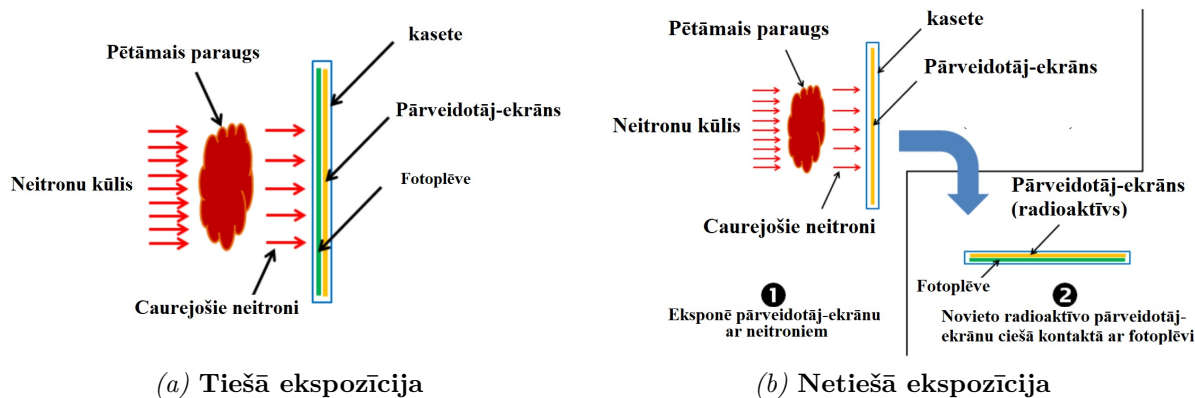 kasete
Pētāmais paraugs
Pārveidotāj-ekrāns
Neitronu kūlis
Fotoplēve
Caurejošie neitroni
(a) Tiešā ekspozīcija
kasete
Pētāmais paraugs
Pārveidotāj-ekrāns
Neitronu kūlis
Pārveidotāj-ekrāns
(radioaktīvs)
Caurejošie neitroni
Fotoplēve
1
Eksponē pārveidotāj-ekrānu
ar neitroniem
2
Novieto radioaktīvo pārveidotāj-
ekrānu ciešā kontaktā ar fotoplēvi
(b) Netiešā ekspozīcija